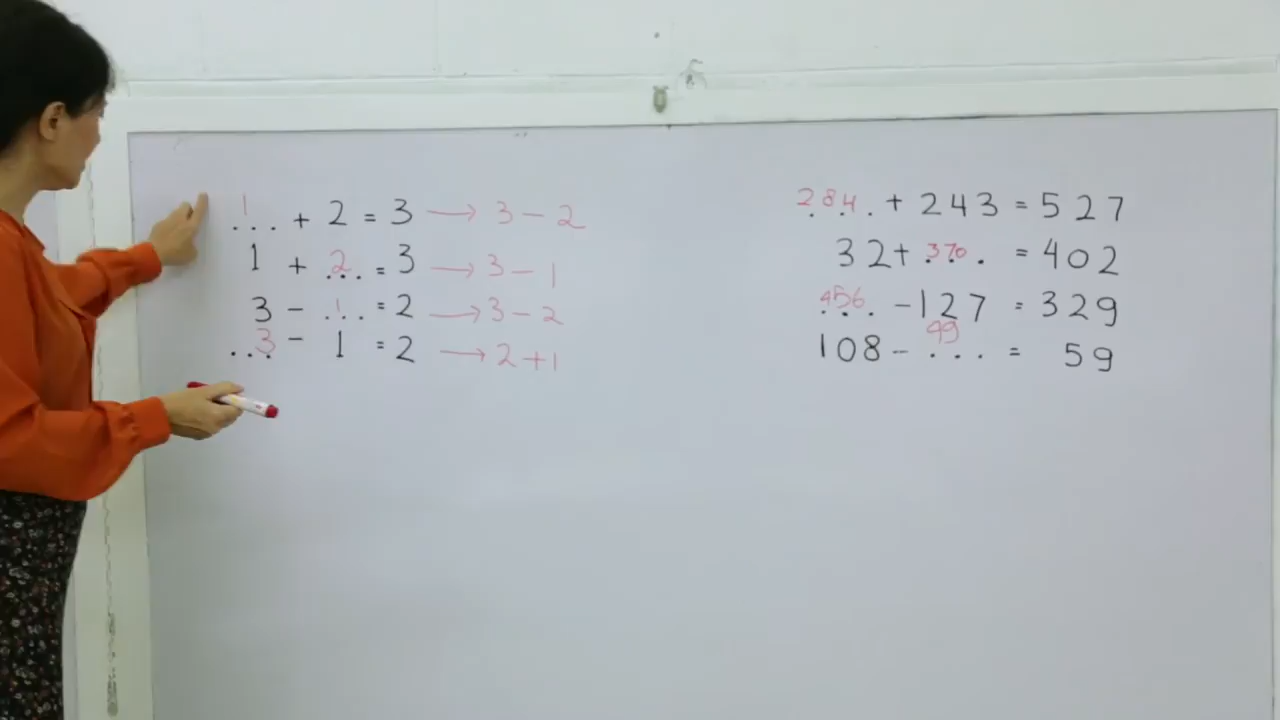 1... + 2 = 3 → 3 - 2
1 + ...2 = 3 → 3 - 1
3 - ...1 = 2 → 3 - 2
...3 - 1 = 2 → 2 + 1
284.... + 243 = 527
32 + 370.... = 402
456.... - 127 = 329
108 - 49.... = 59